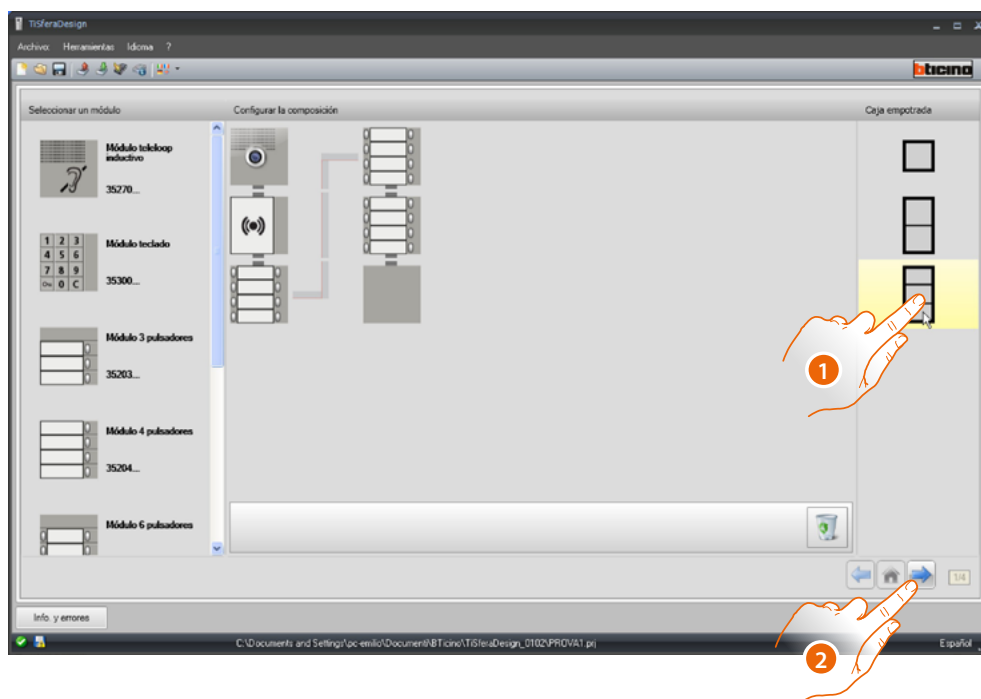 TiSferaDesign
Archivo: Herramientas Idioma ?
bticino
Seleccionar un módulo
Configurar la composición
Caja empotrada
Módulo teleloop
inductivo
35270...
1 2 3
4 5 6
7 8 9
On 0 C
Módulo teclado
35300...
Módulo 3 pulsadores
35203...
Módulo 4 pulsadores
35204...
Módulo 6 pulsadores
1
1/4
Info. y errores
2
C:\Documents and Settings\pc-emilio\Documenti\BTicino\TiSferaDesign_0102\PROVA1.prj
Español